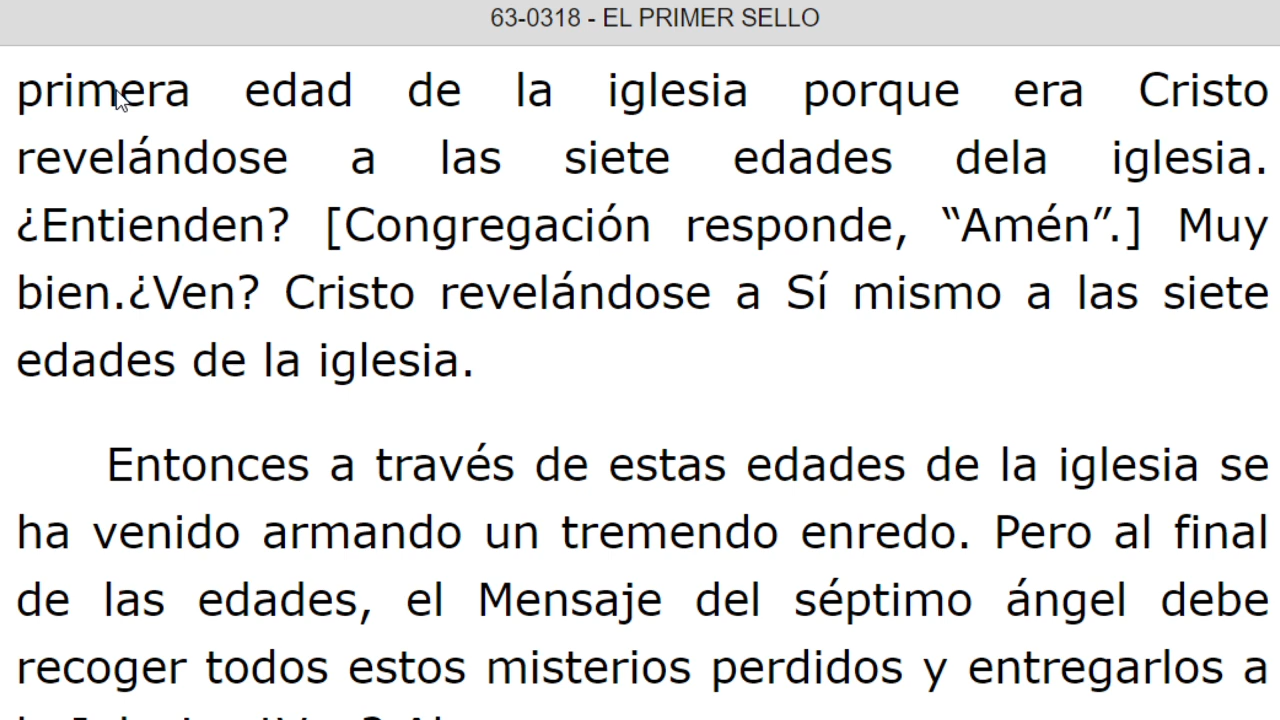 63-0318 - EL PRIMER SELLO
primera edad de la iglesia porque era Cristo
revelándose a las siete edades dela iglesia.
¿Entienden? [Congregación responde, “Amén”.] Muy
bien.¿Ven? Cristo revelándose a Sí mismo a las siete
edades de la iglesia.
Entonces a través de estas edades de la iglesia se
ha venido armando un tremendo enredo. Pero al final
de las edades, el Mensaje del séptimo ángel debe
recoger todos estos misterios perdidos y entregarlos a